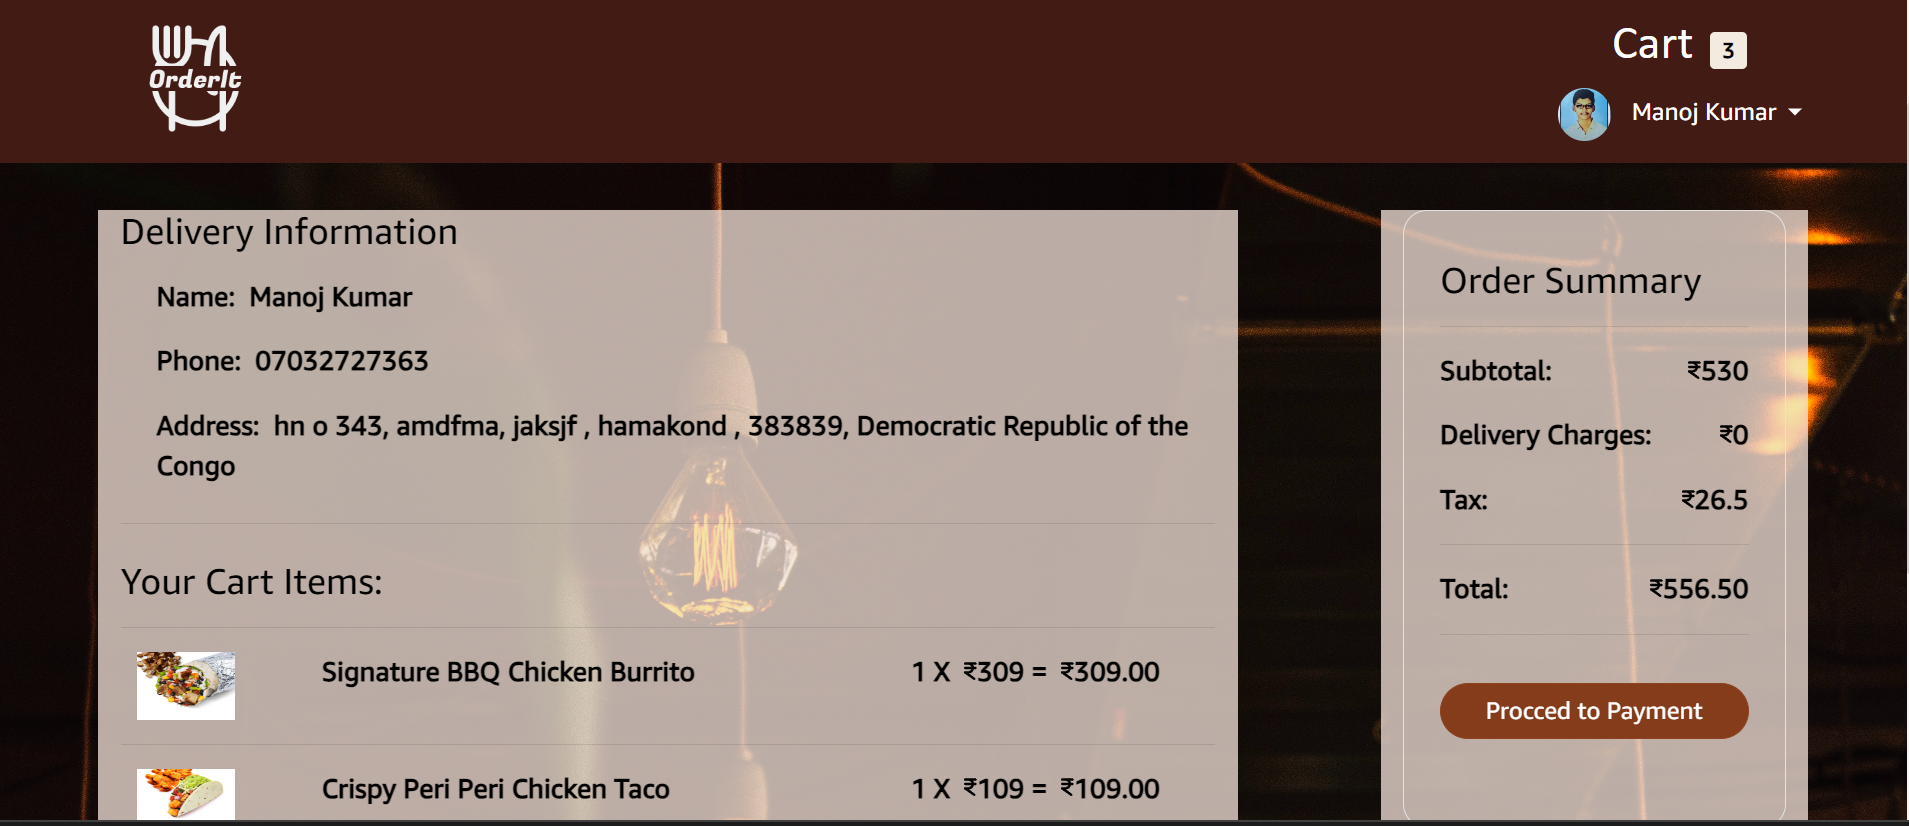 OrderIt
Cart 3
Manoj Kumar
Delivery Information
Name: Manoj Kumar
Phone: 07032727363
Address: hn o 343, amdfma, jaksjf , hamakond , 383839, Democratic Republic of the
Congo
Your Cart Items:
Signature BBQ Chicken Burrito 1 X ₹309 = ₹309.00
Crispy Peri Peri Chicken Taco 1 X ₹109 = ₹109.00
Order Summary
Subtotal: ₹530
Delivery Charges: ₹0
Tax: ₹26.5
Total: ₹556.50
Procced to Payment